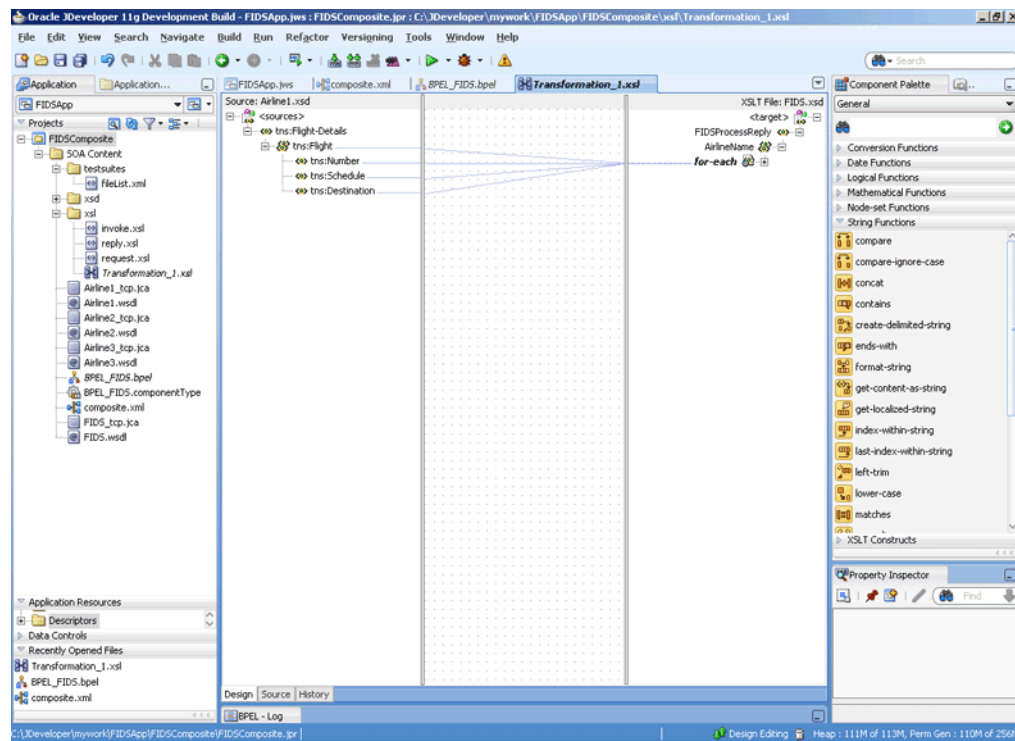 Oracle JDeveloper 11g Development Build - FIDSApp.jws : FIDSComposite.jpr : C:\JDeveloper\mywork\FIDSApp\FIDSComposite\xsl\Transformation_1.xsl
File Edit View Search Navigate Build Run Refactor Versioning Tools Window Help
Search
Application
Application...
FIDSApp
Projects
FIDSComposite
SOA Content
testsuites
fileList.xml
xsd
xsl
invoke.xsl
reply.xsl
request.xsl
Transformation_1.xsl
Airline1_tcp.jca
Airline1.wsdl
Airline2_tcp.jca
Airline2.wsdl
Airline3_tcp.jca
Airline3.wsdl
BPEL_FIDS.bpel
BPEL_FIDS.componentType
composite.xml
FIDS_tcp.jca
FIDS.wsdl
Application Resources
Descriptors
Data Controls
Recently Opened Files
Transformation_1.xsl
BPEL_FIDS.bpel
composite.xml
FIDSApp.jws
composite.xml
BPEL_FIDS.bpel
Transformation_1.xsl
Source: Airline1.xsd
<sources>
tns:Flight-Details
tns:Flight
tns:Number
tns:Schedule
tns:Destination
XSLT File: FIDS.xsd
<target>
FIDSProcessReply
AirlineName
for-each
Design Source History
BPEL - Log
Component Palette
General
Conversion Functions
Date Functions
Logical Functions
Mathematical Functions
Node-set Functions
String Functions
compare
compare-ignore-case
concat
contains
create-delimited-string
ends-with
format-string
get-content-as-string
get-localized-string
index-within-string
last-index-within-string
left-trim
lower-case
matches
XSLT Constructs
Property Inspector
Find
C:\JDeveloper\mywork\FIDSApp\FIDSComposite\FIDSComposite.jpr
Design Editing
Heap : 111M of 113M, Perm Gen : 110M of 256M